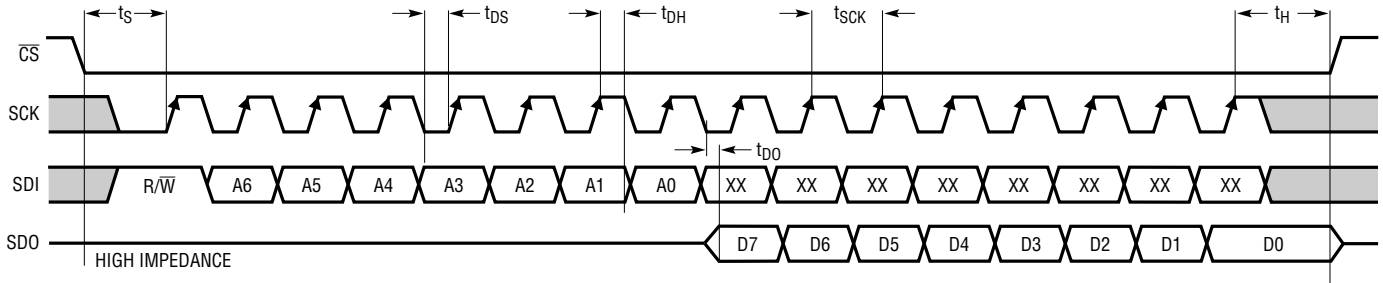 tS tDS tDH tSCK tH
C̅S̅
SCK
tDO
SDI R/W̅ A6 A5 A4 A3 A2 A1 A0 XX XX XX XX XX XX XX XX
SDO D7 D6 D5 D4 D3 D2 D1 D0
HIGH IMPEDANCE